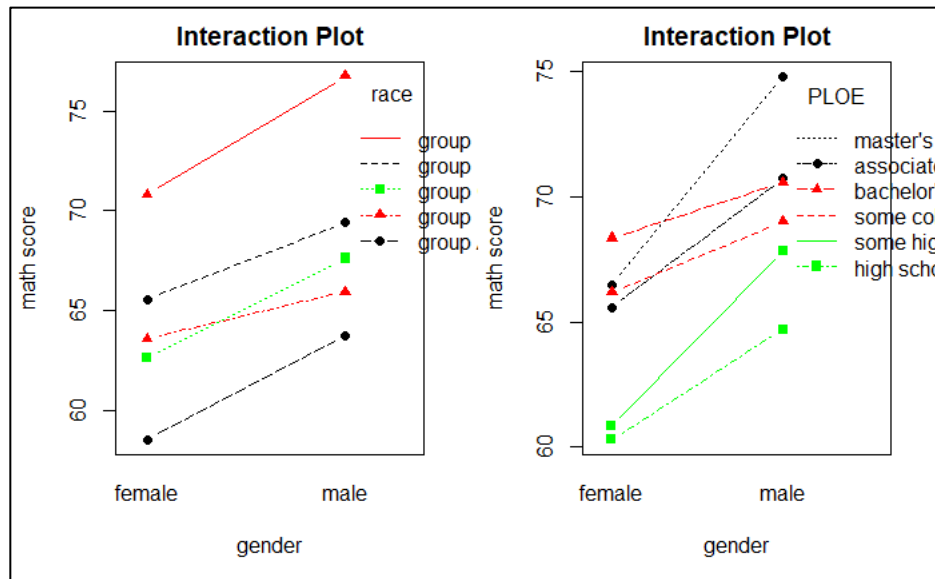 Interaction Plot
math score
60
65
70
75
race
group
group
group
group
group
female
male
gender
Interaction Plot
math score
60
65
70
75
PLOE
master's
associate
bachelor
some co
some hig
high scho
female
male
gender